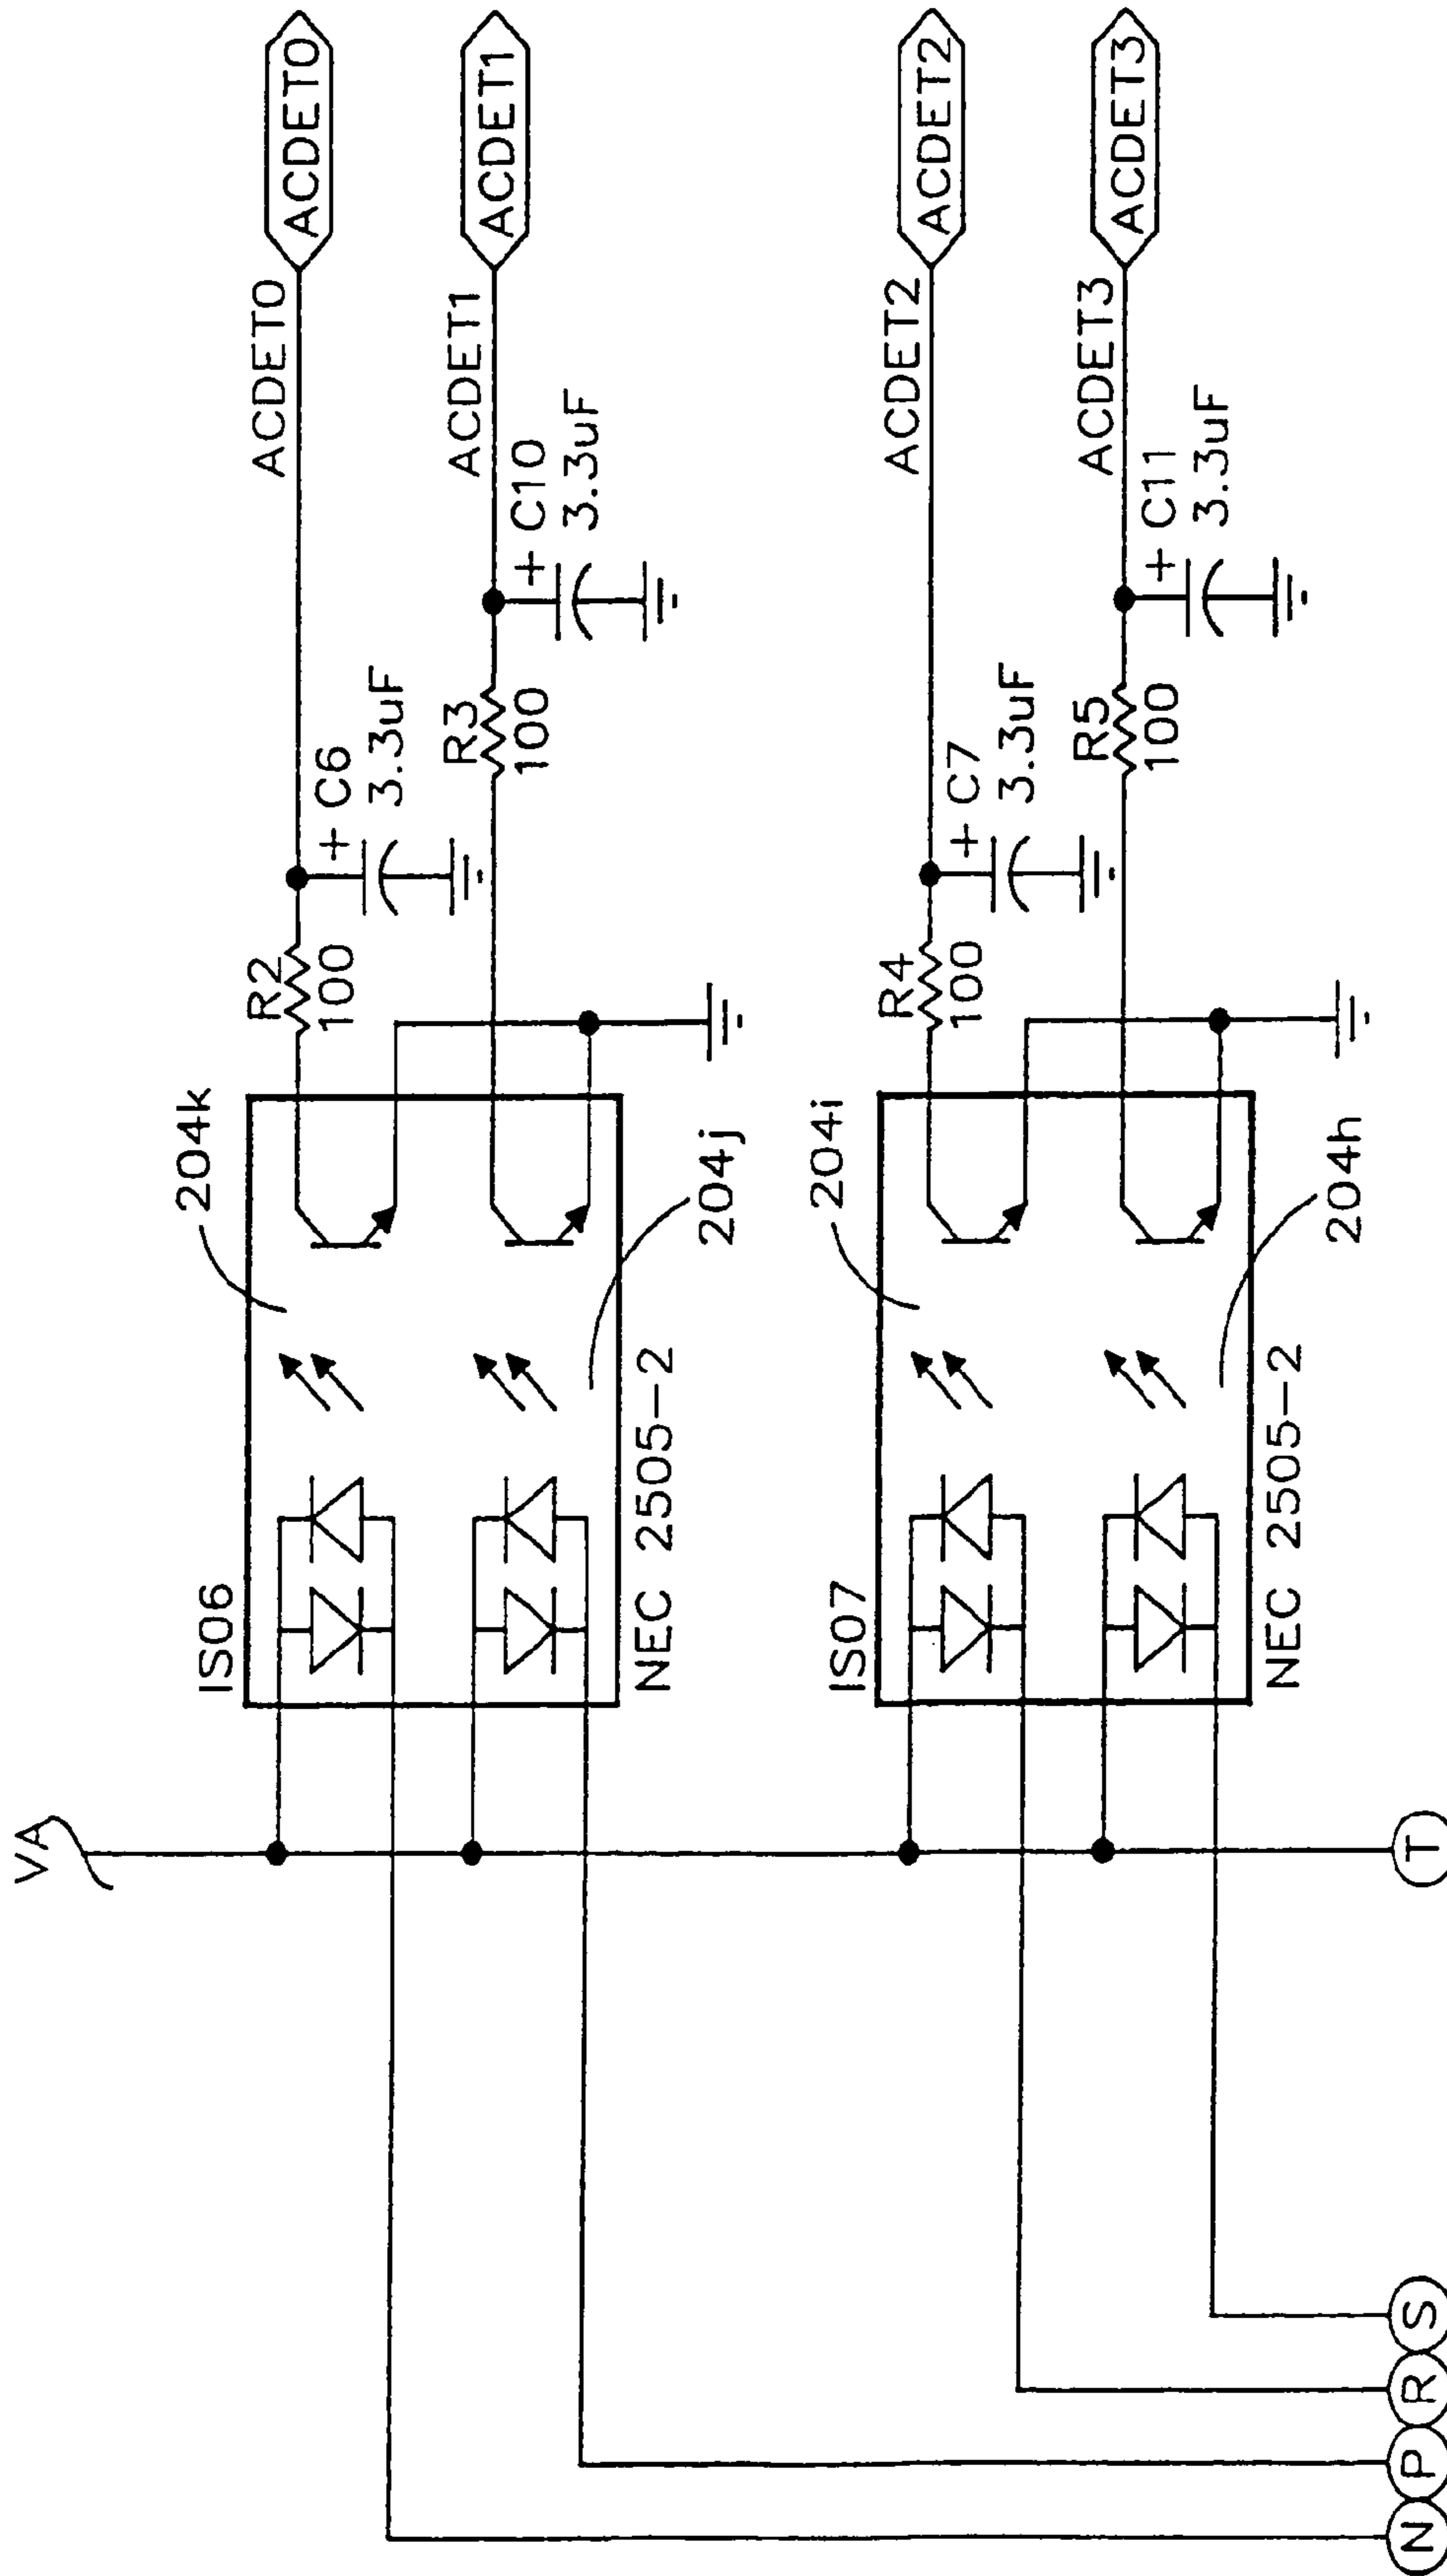 VA
ISO6
204k
204j
NEC 2505-2
R2
100
+ C6
3.3uF
ACDET0
ACDET0
R3
100
+ C10
3.3uF
ACDET1
ACDET1
ISO7
204i
204h
NEC 2505-2
R4
100
+ C7
3.3uF
ACDET2
ACDET2
R5
100
+ C11
3.3uF
ACDET3
ACDET3
N
P
R
S
T